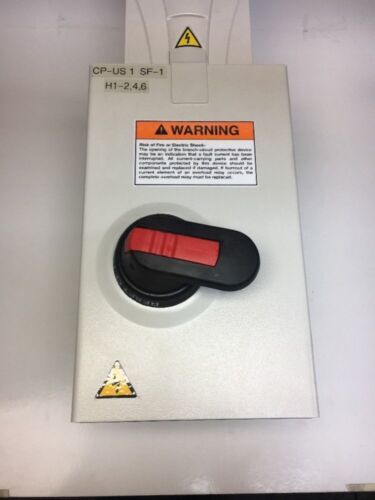 CP-US 1 SF-1
H1-2,4,6
WARNING
Risk of Fire or Electric Shock-
The opening of the branch-circuit protective device
may be an indication that a fault current has been
interrupted. All current-carrying parts and other
components protected by this device should be
examined and replaced if damaged. If burnout of a
current element of an overload relay occurs, the
complete overload relay must be replaced.